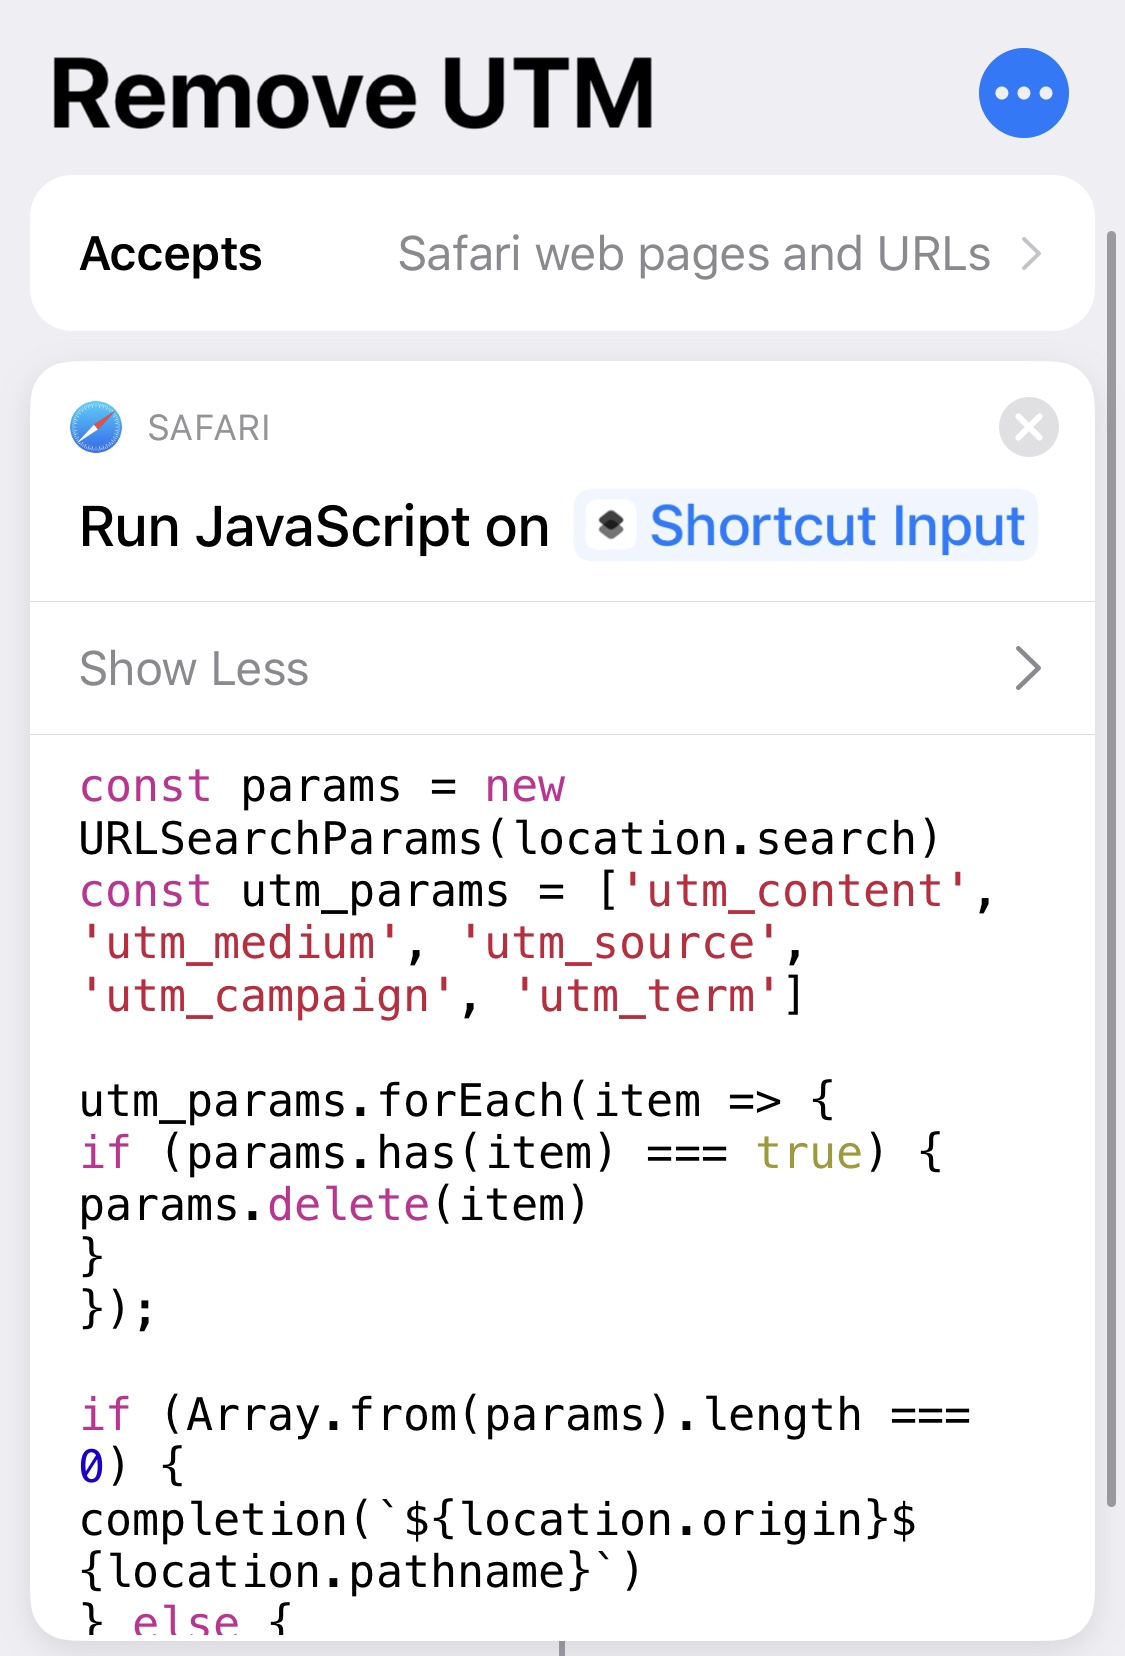 Remove UTM
Accepts Safari web pages and URLs
SAFARI
Run JavaScript on Shortcut Input
Show Less
const params = new
URLSearchParams(location.search)
const utm_params = ['utm_content',
'utm_medium', 'utm_source',
'utm_campaign', 'utm_term']
utm_params.forEach(item => {
if (params.has(item) === true) {
params.delete(item)
}
});
if (Array.from(params).length ===
0) {
completion(`${location.origin}$
{location.pathname}`)
} else {